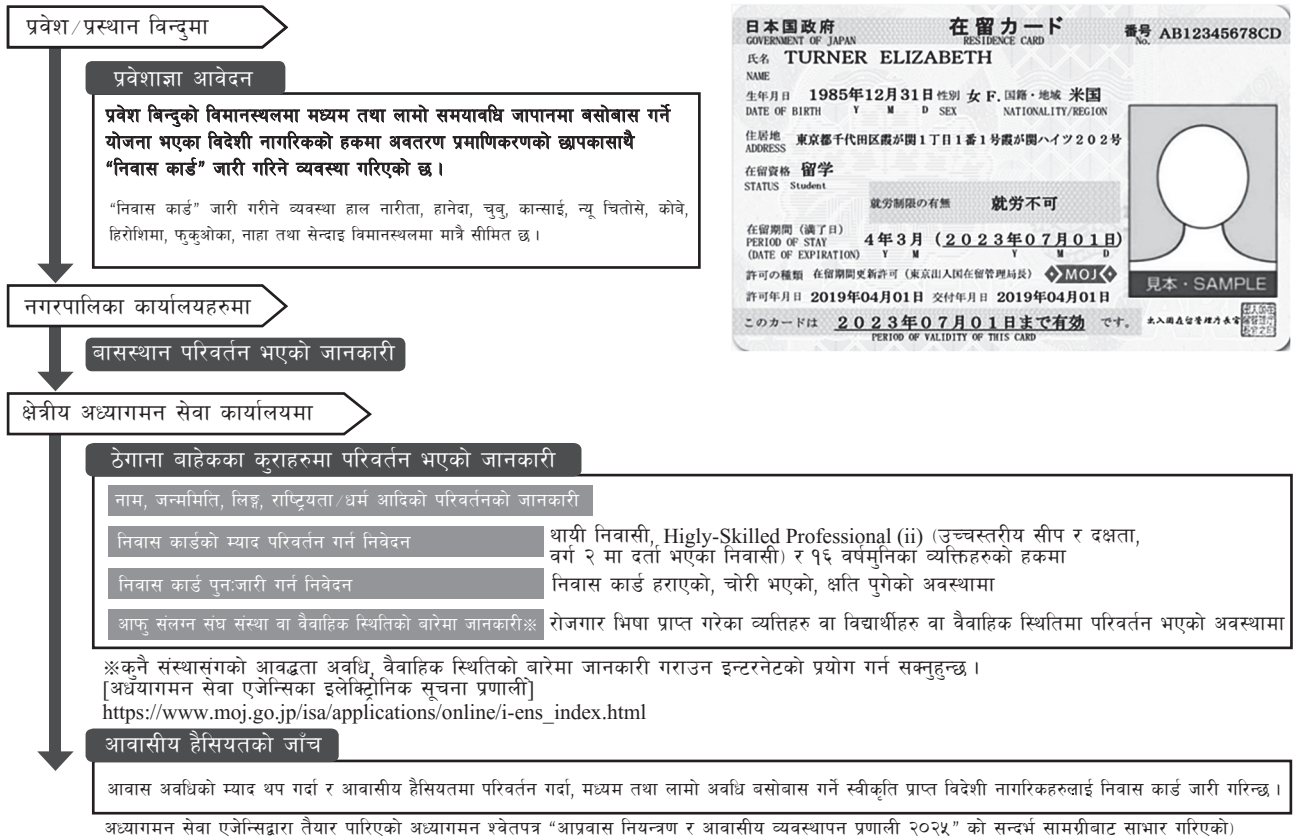 प्रवेश/प्रस्थान विन्दुमा
प्रवेशाज्ञा आवेदन
प्रवेश बिन्दुको विमानस्थलमा मध्यम तथा लामो समयावधि जापानमा बसोबास गर्ने
योजना भएका विदेशी नागरिकको हकमा अवतरण प्रमाणिकरणको छापकासाथै
“निवास कार्ड” जारी गरिने व्यवस्था गरिएको छ।
“निवास कार्ड” जारी गरीने व्यवस्था हाल नारीता, हानेदा, चुबु, कान्साई, न्यू चितोसे, कोबे,
हिरोशिमा, फुकुओका, नाहा तथा सेन्दाइ विमानस्थलमा मात्रै सीमित छ।
日本国政府 在留カード 番号 AB12345678CD
GOVERNMENT OF JAPAN RESIDENCE CARD No.
氏名 TURNER ELIZABETH
NAME
生年月日 1985年12月31日 性別 女 F. 国籍・地域 米国
DATE OF BIRTH Y M D SEX NATIONALITY/REGION
住居地 東京都千代田区霞が関1丁目1番1号霞が関ハイツ202号
ADDRESS
在留資格 留学
STATUS Student
就労制限の有無 就労不可
在留期間(満了日)
PERIOD OF STAY 4年3月(2023年07月01日)
(DATE OF EXPIRATION) Y M Y M D
許可の種類 在留期間更新許可(東京出入国在留管理局長) MOJ
見本・SAMPLE
許可年月日 2019年04月01日 交付年月日 2019年04月01日
このカードは 2023年07月01日まで有効 です。 出入国在留管理庁長官
PERIOD OF VALIDITY OF THIS CARD
नगरपालिका कार्यालयहरुमा
बासस्थान परिवर्तन भएको जानकारी
क्षेत्रीय अध्यागमन सेवा कार्यालयमा
ठेगाना बाहेकका कुराहरुमा परिवर्तन भएको जानकारी
नाम, जन्ममिति, लिङ्ग, राष्ट्रियता/धर्म आदिको परिवर्तनको जानकारी
निवास कार्डको म्याद परिवर्तन गर्न निवेदन
थायी निवासी, Higly-Skilled Professional (ii) (उच्चस्तरीय सीप र दक्षता,
वर्ग २ मा दर्ता भएका निवासी) र १६ वर्षमुनिका व्यक्तिहरुको हकमा
निवास कार्ड पुन:जारी गर्न निवेदन
निवास कार्ड हराएको, चोरी भएको, क्षति पुगेको अवस्थामा
आफु संलग्न संघ संस्था वा वैवाहिक स्थितिको बारेमा जानकारी※
रोजगार भिषा प्राप्त गरेका व्यत्तिहरु वा विद्यार्थीहरु वा वैवाहिक स्थितिमा परिवर्तन भएको अवस्थामा
※कुनै संस्थासंगको आवद्धता अवधि, वैवाहिक स्थितिको बारेमा जानकारी गराउन इन्टरनेटको प्रयोग गर्न सक्नुहुन्छ।
[अधयागमन सेवा एजेन्सिका इलेक्ट्रिोनिक सूचना प्रणाली]
https://www.moj.go.jp/isa/applications/online/i-ens_index.html
आवासीय हैसियतको जाँच
आवास अवधिको म्याद थप गर्दा र आवासीय हैसियतमा परिवर्तन गर्दा, मध्यम तथा लामो अवधि बसोबास गर्ने स्वीकृति प्राप्त विदेशी नागरिकहरुलाई निवास कार्ड जारी गरिन्छ।
अध्यागमन सेवा एजेन्सिद्वारा तैयार पारिएको अध्यागमन श्वेतपत्र “आप्रवास नियन्त्रण र आवासीय व्यवस्थापन प्रणाली २०२५” को सन्दर्भ सामग्रीबाट साभार गरिएको)